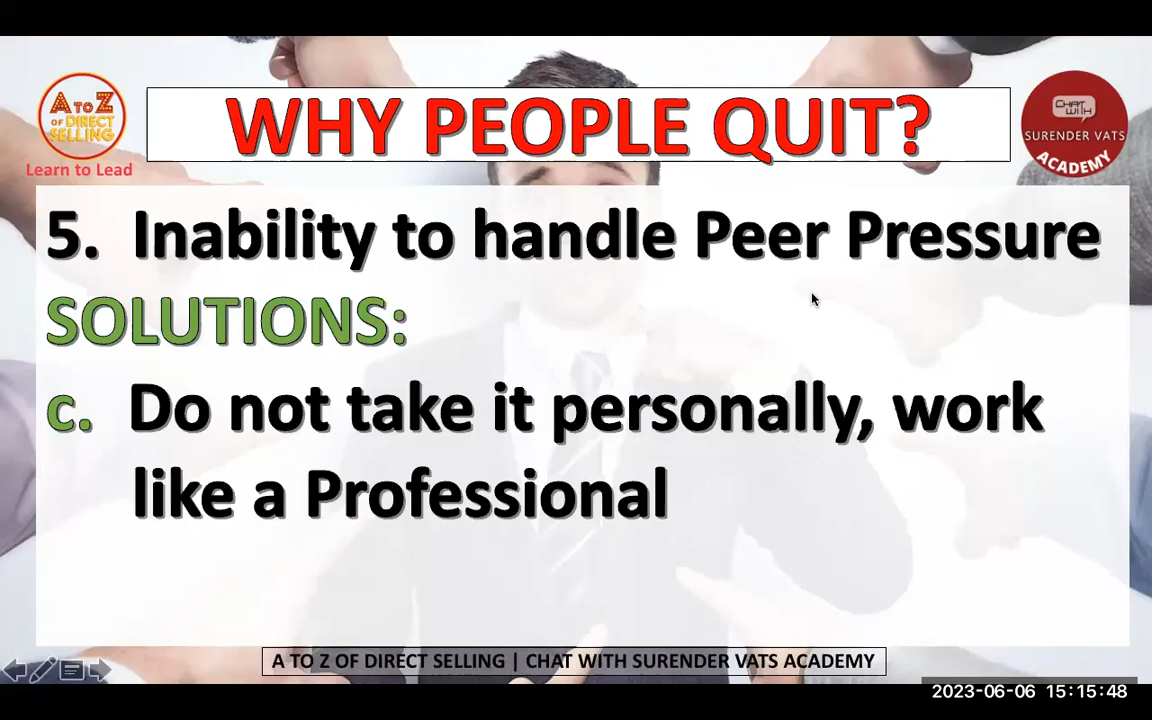 A TO Z
OF DIRECT
SELLING
Learn to Lead
WHY PEOPLE QUIT?
CHAT
WITH
SURENDER VATS
ACADEMY
5. Inability to handle Peer Pressure
SOLUTIONS:
c. Do not take it personally, work
like a Professional
A TO Z OF DIRECT SELLING | CHAT WITH SURENDER VATS ACADEMY
2023-06-06 15:15:48